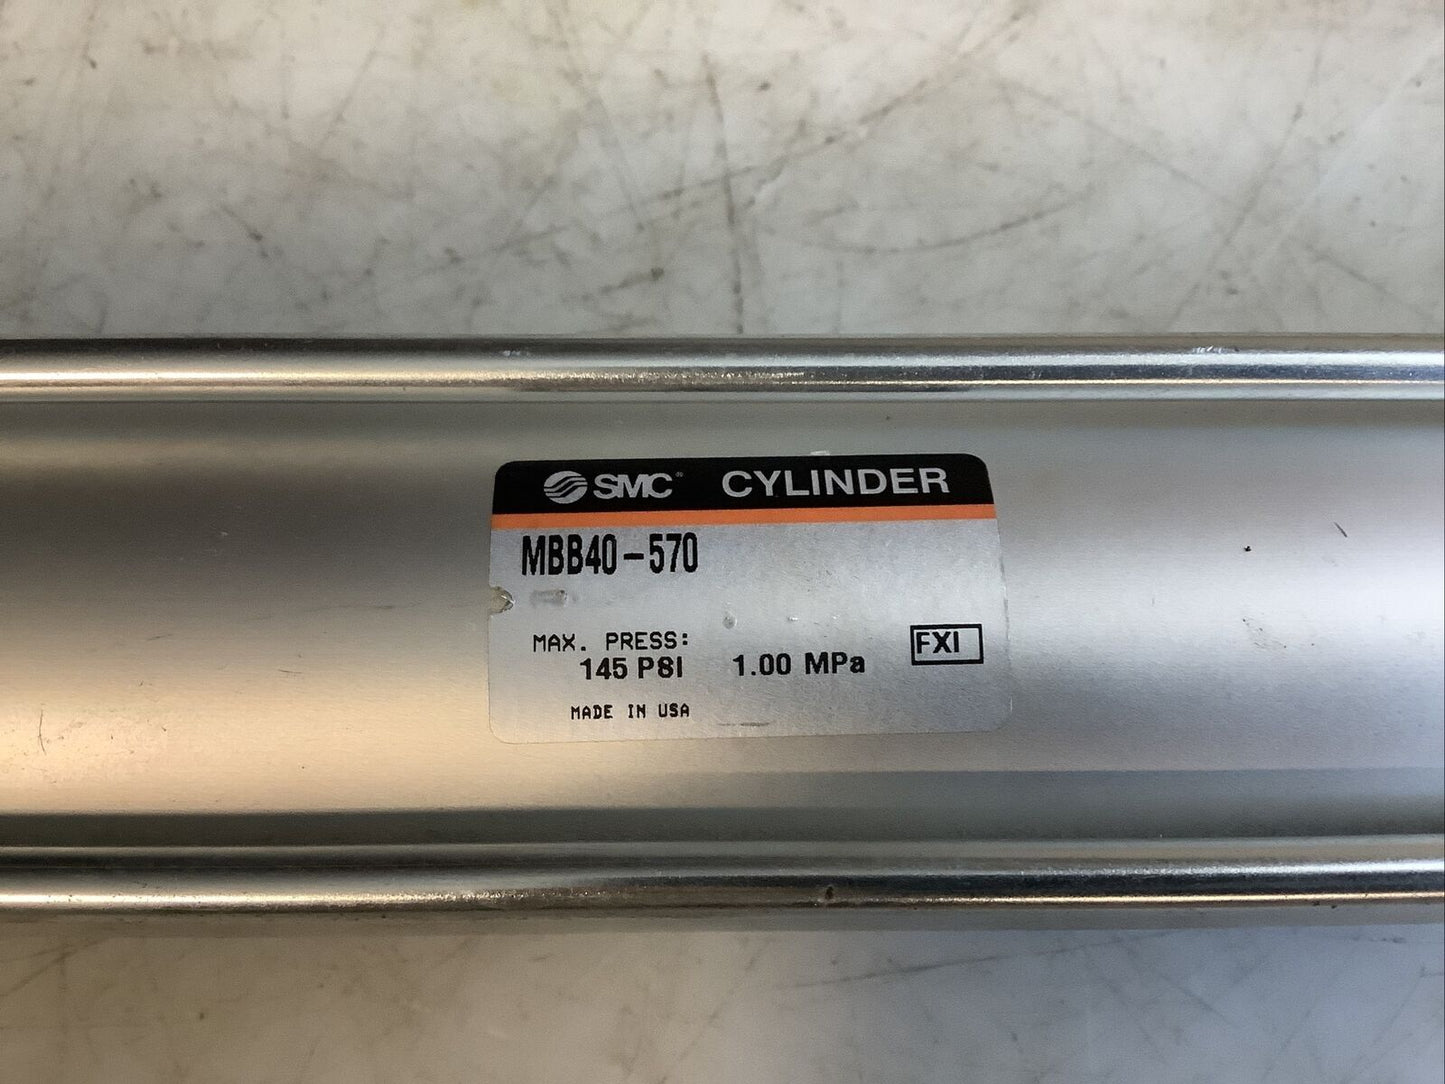 SMC® CYLINDER
MBB40-570
MAX. PRESS:
145 PSI 1.00 MPa
FXI
MADE IN USA